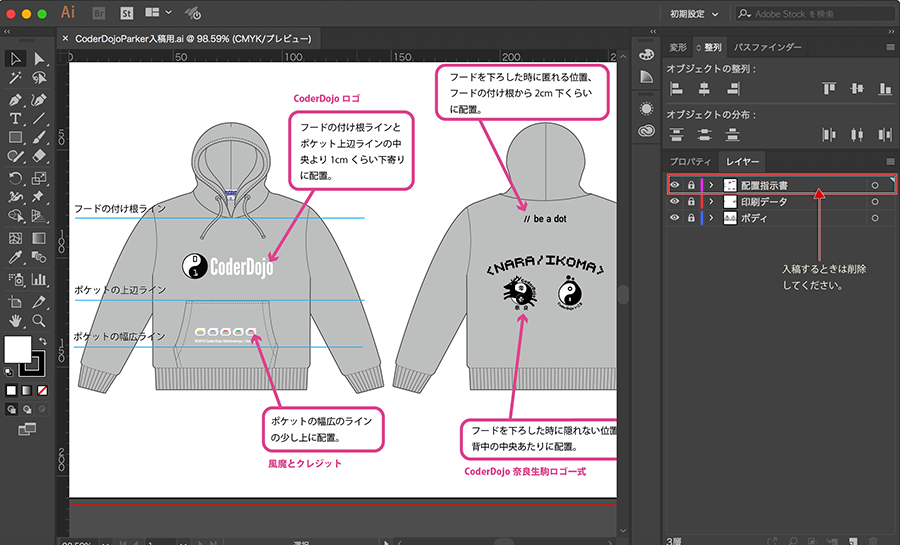 Ai
Br
St
初期設定
Adobe Stock を検索
× CoderDojoParker入稿用.ai @ 98.59% (CMYK/プレビュー)
50
100
150
200
50
100
150
200
CoderDojo ロゴ
フードの付け根ラインと
ポケット上辺ラインの中
央より 1cm くらい下寄り
に配置。
フードを下ろした時に匿れる位置、
フードの付け根から 2cm 下くらい
に配置。
フードの付け根ライン
CoderDojo
ポケットの上辺ライン
ポケットの幅広ライン
// be a dot
<NARA/IKOMA>
奈良
ポケットの幅広のライン
の少し上に配置。
風魔とクレジット
フードを下ろした時に隠れない位置
背中の中央あたりに配置。
CoderDojo 奈良生駒ロゴ一式
変形
整列
パスファインダー
オブジェクトの整列：
オブジェクトの分布：
プロパティ
レイヤー
配置指示書
印刷データ
ボディ
入稿するときは削除
してください。
98.59%
1
選択
3層